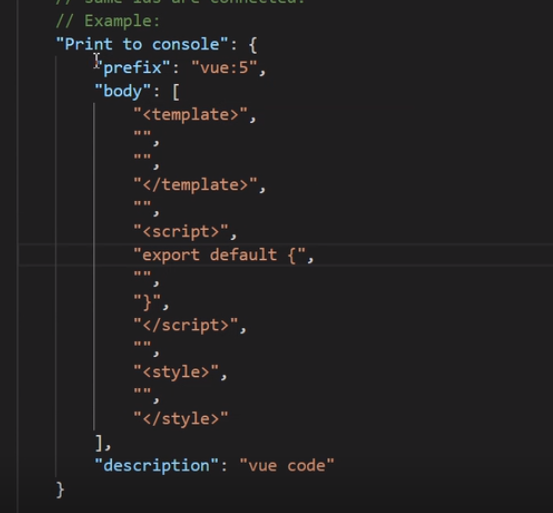 // Same ids are connected.
// Example:
"Print to console": {
"prefix": "vue:5",
"body": [
"<template>",
"",
"",
"</template>",
"",
"<script>",
"export default {",
"",
"}",
"</script>",
"",
"<style>",
"",
"</style>"
],
"description": "vue code"
}